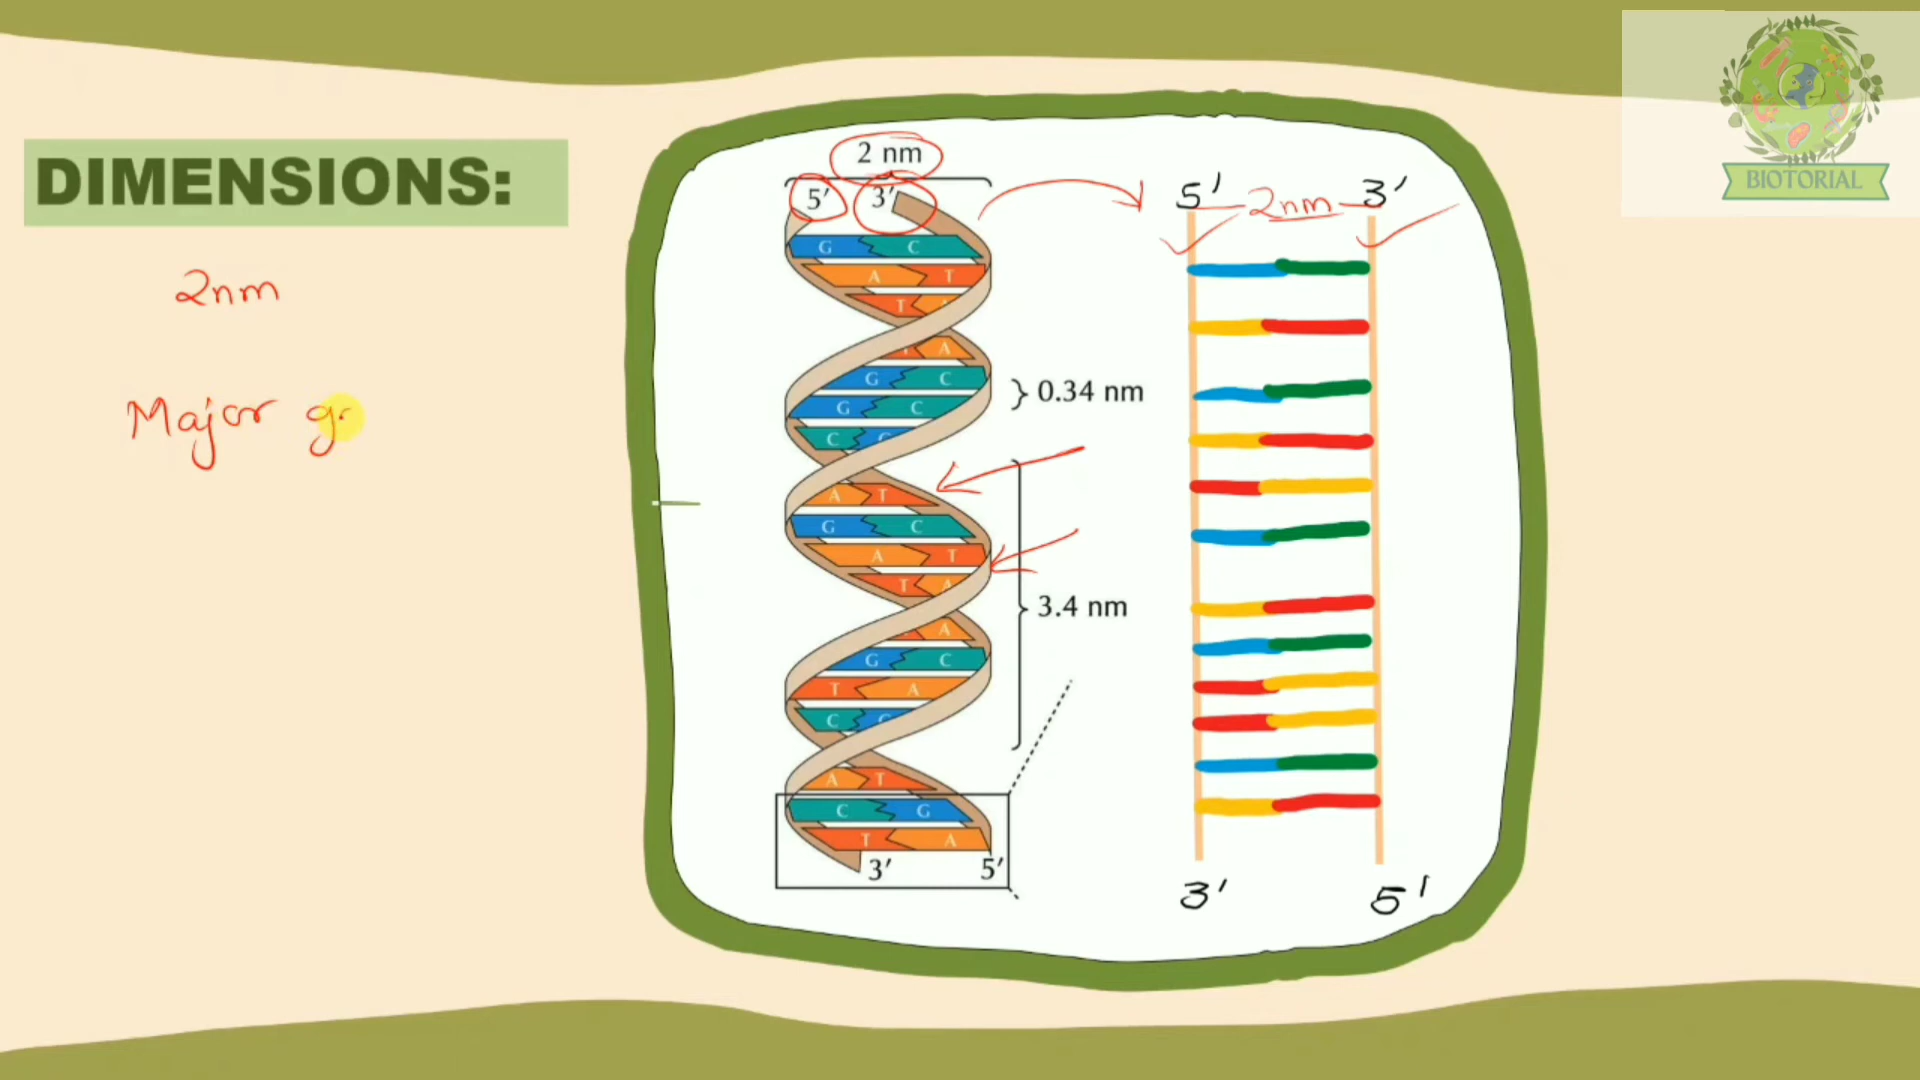 BIOTORIAL
DIMENSIONS:
2nm
Major g
2 nm
5' 3'
G C
A T
T A
A
G C
G C
C G
0.34 nm
A T
G C
A T
T A
3.4 nm
A
G C
T A
C G
A T
C G
T A
3' 5'
5' 2nm 3'
3' 5'